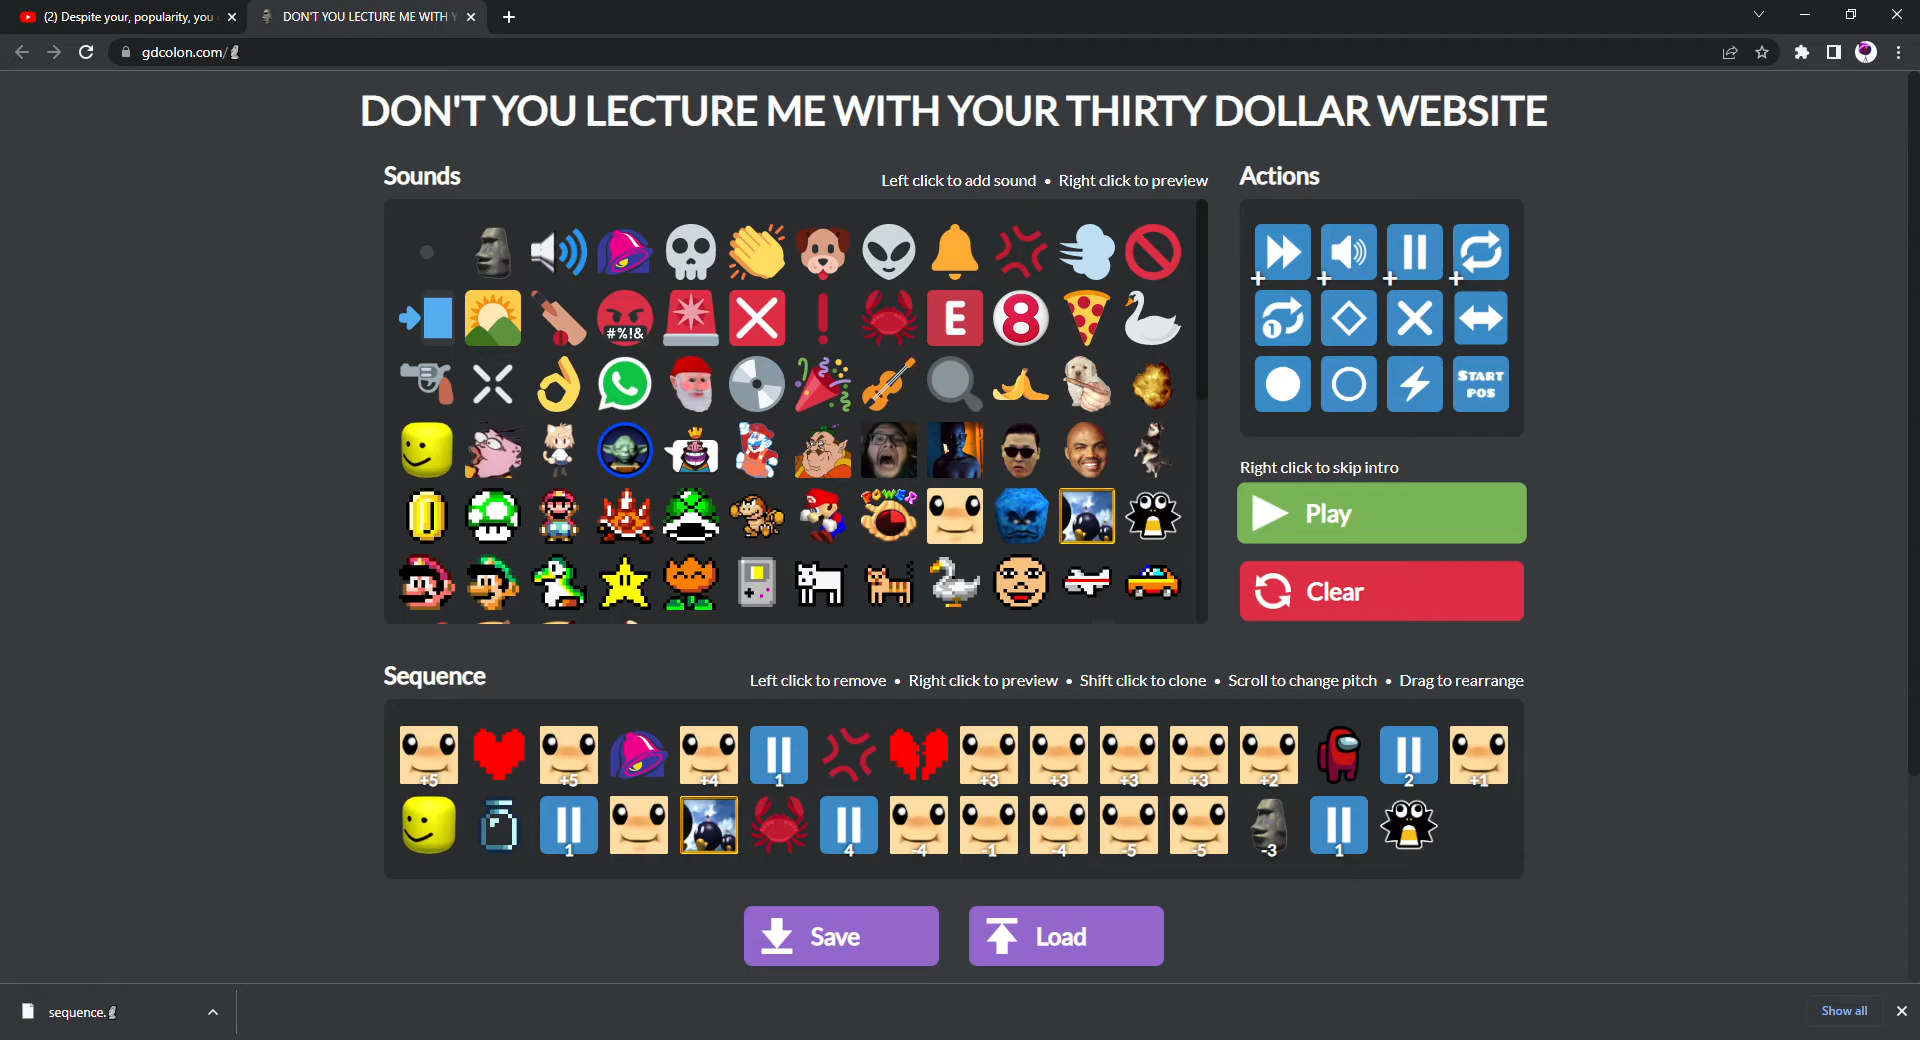 (2) Despite your, popularity, you
DON'T YOU LECTURE ME WITH Y
gdcolon.com/🗿
DON'T YOU LECTURE ME WITH YOUR THIRTY DOLLAR WEBSITE
Sounds
Left click to add sound • Right click to preview
Actions
#%!&
E
8
START
POS
Right click to skip intro
POWER
Play
Clear
Sequence
Left click to remove • Right click to preview • Shift click to clone • Scroll to change pitch • Drag to rearrange
+5 +5 +4 1 +3 +3 +3 +3 +2 2 +1
1 4 -4 -1 -4 -5 -5 -3 1
Save
Load
sequence.🗿
Show all